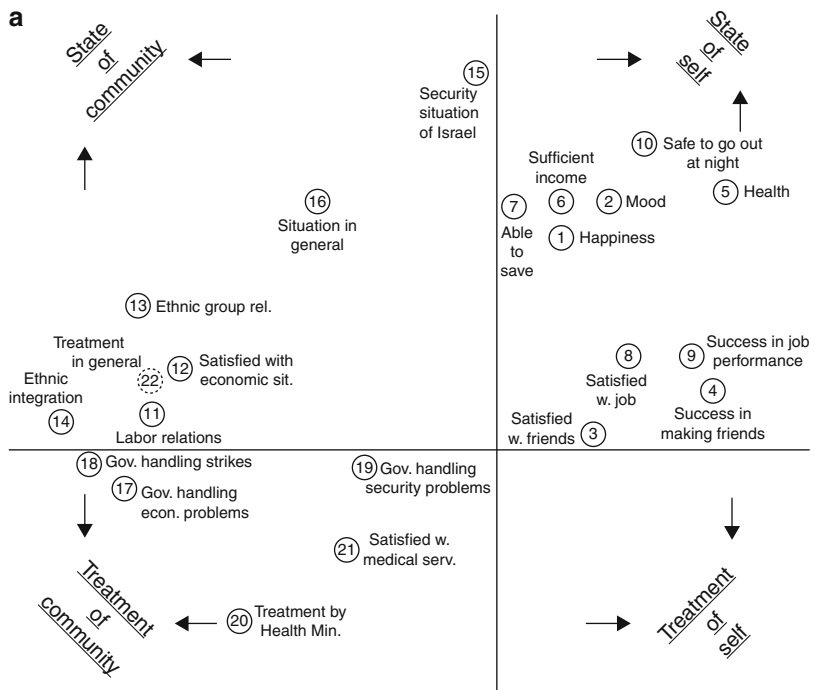 a
State
of
community
State
of
self
15
Security
situation
of Israel
10
Safe to go out
at night
Sufficient
income
16
Situation in
general
7
Able
to
save
6
2
Mood
5
Health
1
Happiness
13
Ethnic group rel.
Treatment
in general
22
12
Satisfied with
economic sit.
Ethnic
integration
14
11
Labor relations
8
Satisfied
w. job
9
Success in job
performance
4
Success in
making friends
Satisfied
w. friends
3
18
Gov. handling strikes
17
Gov. handling
econ. problems
19
Gov. handling
security problems
21
Satisfied w.
medical serv.
20
Treatment by
Health Min.
Treatment
of
community
Treatment
of
self